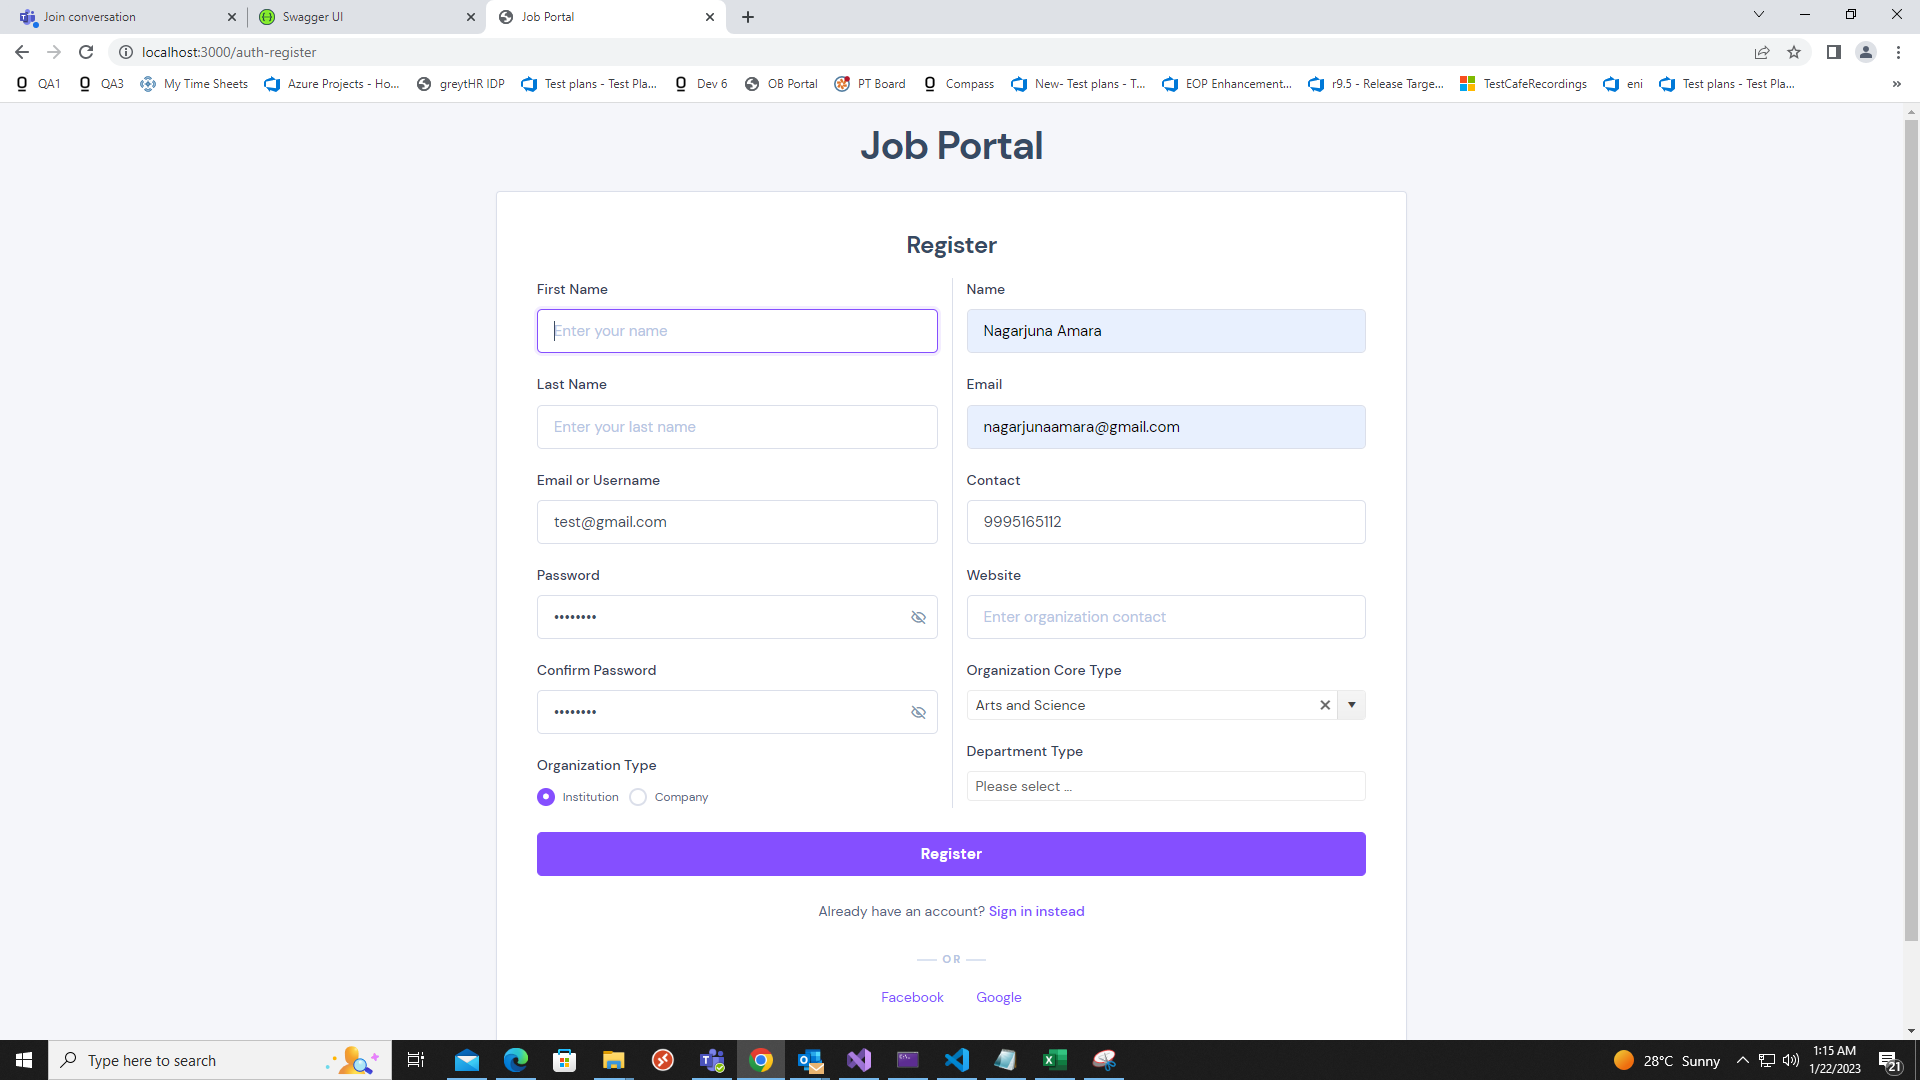 Join conversation
Swagger UI
Job Portal
localhost:3000/auth-register
QA1
QA3
My Time Sheets
Azure Projects - Ho...
greytHR IDP
Test plans - Test Pla...
Dev 6
OB Portal
PT Board
Compass
New- Test plans - T...
EOP Enhancement...
r9.5 - Release Targe...
TestCafeRecordings
eni
Test plans - Test Pla...
Job Portal
Register
First Name
Enter your name
Last Name
Enter your last name
Email or Username
test@gmail.com
Password
••••••••
Confirm Password
••••••••
Organization Type
Institution
Company
Name
Nagarjuna Amara
Email
nagarjunaamara@gmail.com
Contact
9995165112
Website
Enter organization contact
Organization Core Type
Arts and Science
Department Type
Please select ...
Register
Already have an account? Sign in instead
OR
Facebook
Google
Type here to search
28°C Sunny
1:15 AM
1/22/2023
21